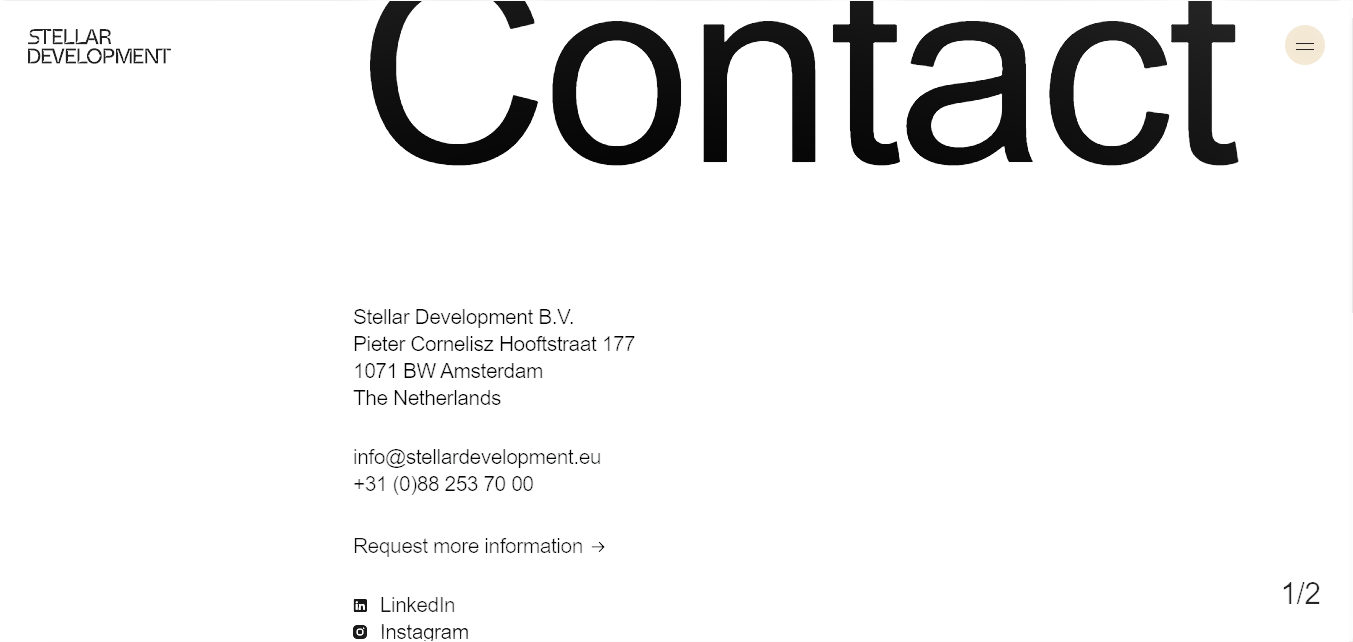 STELLAR
DEVELOPMENT
Contact
Stellar Development B.V.
Pieter Cornelisz Hooftstraat 177
1071 BW Amsterdam
The Netherlands
info@stellardevelopment.eu
+31 (0)88 253 70 00
Request more information →
LinkedIn
Instagram
1/2